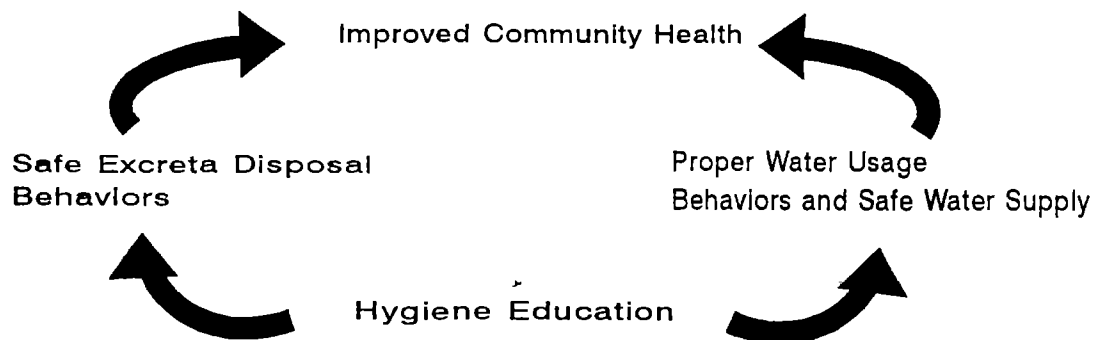 Improved Community Health
Safe Excreta Disposal
Behaviors
Proper Water Usage
Behaviors and Safe Water Supply
Hygiene Education